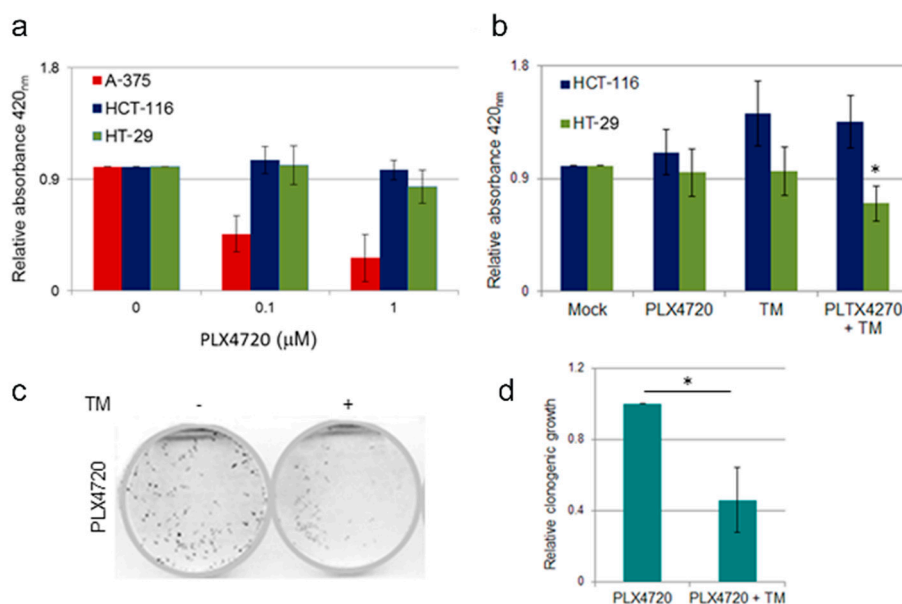 a
1.8
0.9
0
Relative absorbance 420nm
A-375
HCT-116
HT-29
0
0.1
1
PLX4720 (μM)
b
1.8
0.9
0
Relative absorbance 420nm
HCT-116
HT-29
*
Mock
PLX4720
TM
PLTX4270
+ TM
c
TM
-
+
PLX4720
d
1.2
0.8
0.4
0
Relative clonogenic growth
*
PLX4720
PLX4720 + TM